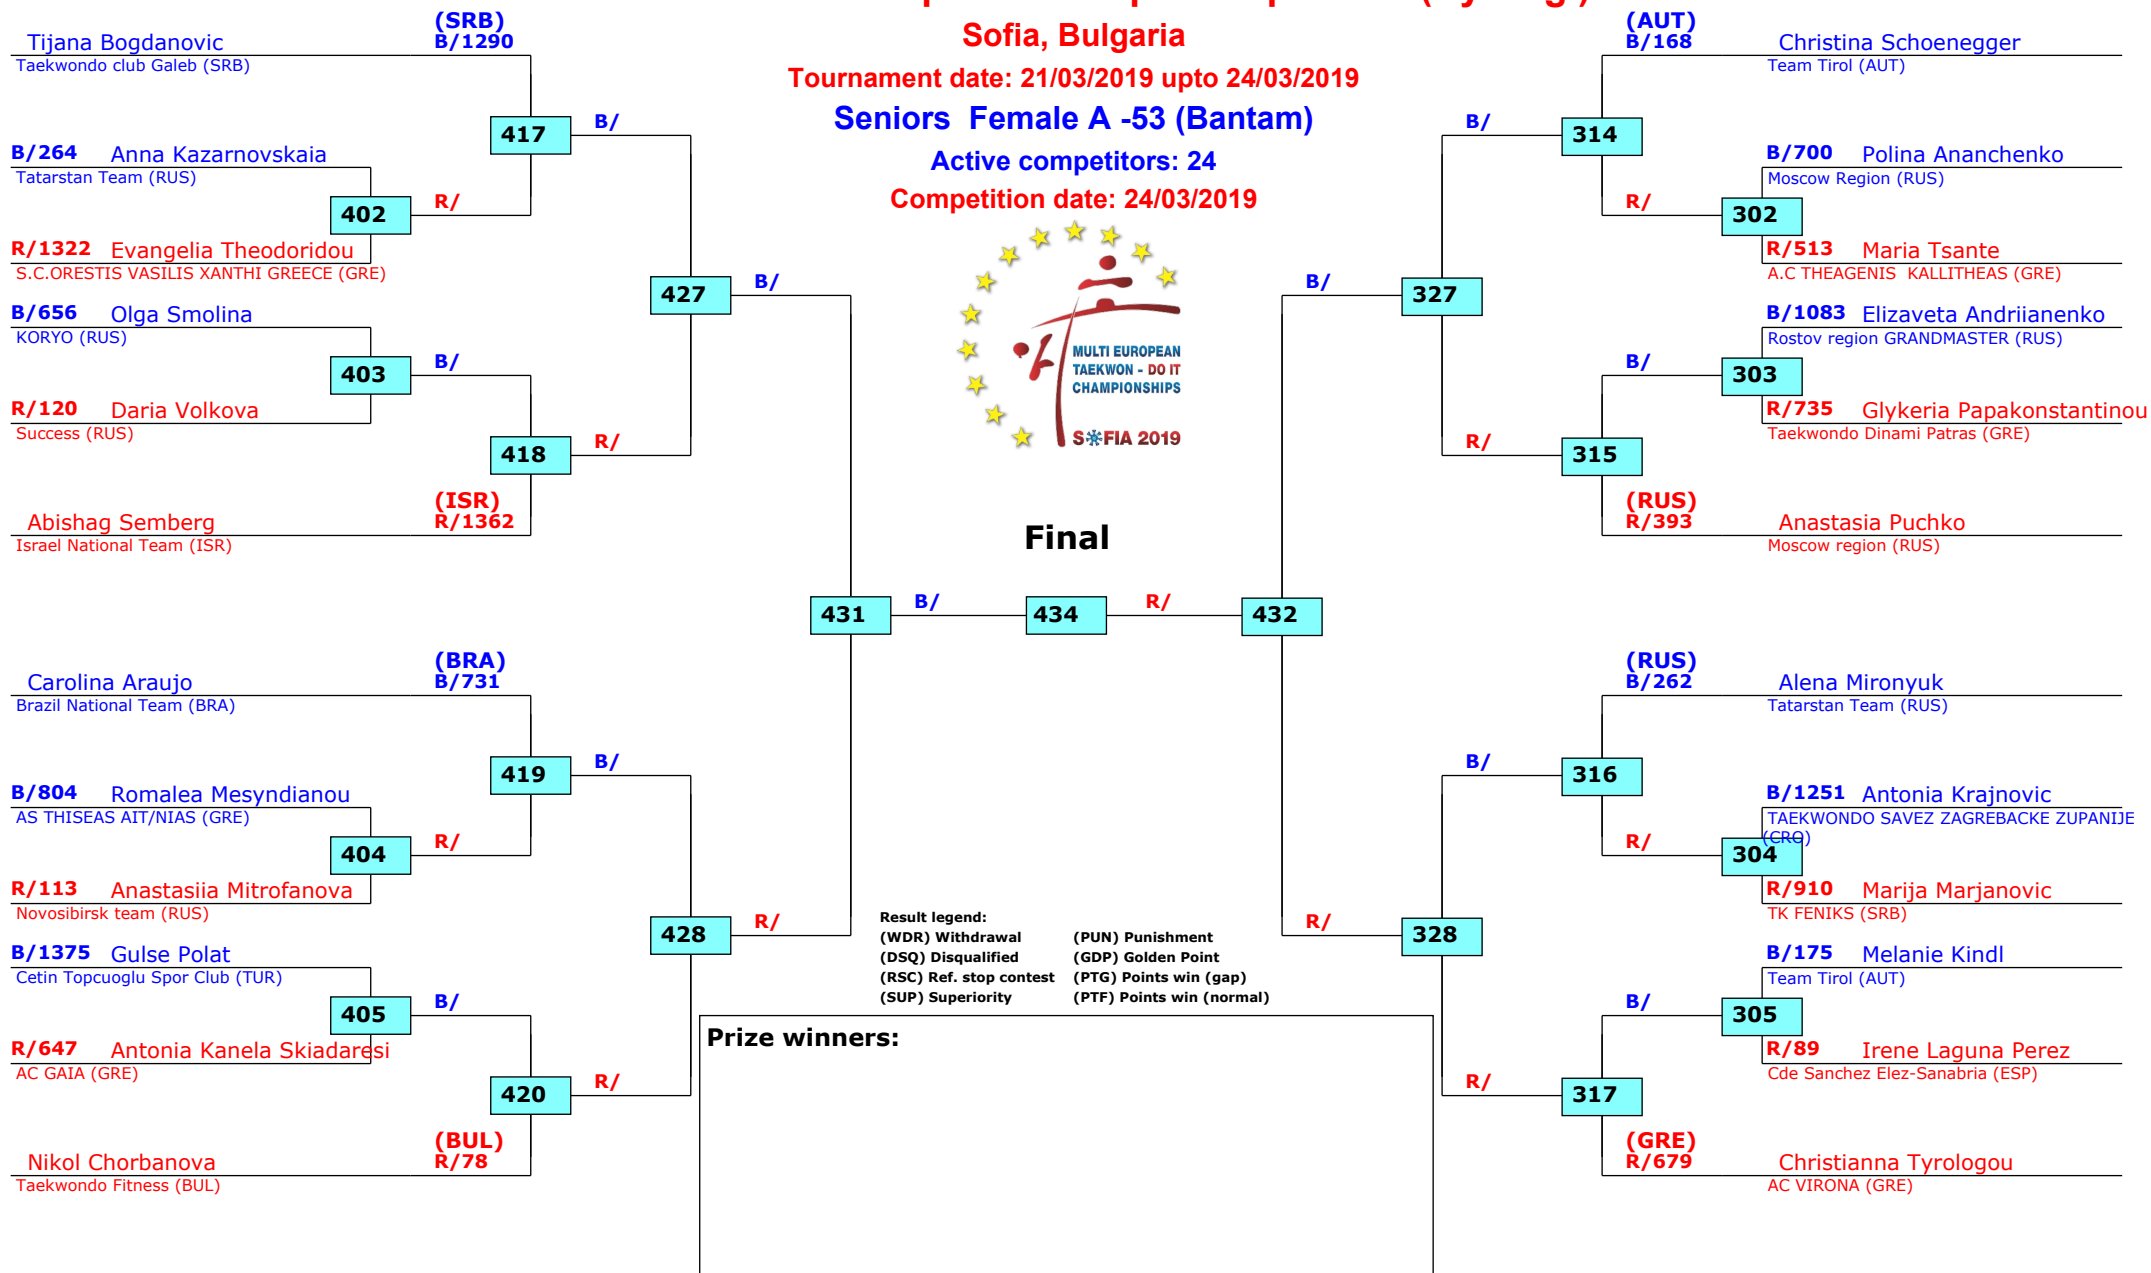 Sofia, Bulgaria
Tournament date: 21/03/2019 upto 24/03/2019
Seniors  Female A -53 (Bantam)
Active competitors: 24
Competition date: 24/03/2019
MULTI EUROPEAN
TAEKWON - DO IT
CHAMPIONSHIPS
SOFIA 2019
(SRB)
Tijana Bogdanovic B/1290
Taekwondo club Galeb (SRB)
417 B/
B/264 Anna Kazarnovskaia
Tatarstan Team (RUS)
402 R/
R/1322 Evangelia Theodoridou
S.C.ORESTIS VASILIS XANTHI GREECE (GRE)
427 B/
B/656 Olga Smolina
KORYO (RUS)
403 B/
R/120 Daria Volkova
Success (RUS)
418 R/
(ISR)
Abishag Semberg R/1362
Israel National Team (ISR)
431 B/
(BRA)
Carolina Araujo B/731
Brazil National Team (BRA)
419 B/
B/804 Romalea Mesyndianou
AS THISEAS AIT/NIAS (GRE)
404 R/
R/113 Anastasiia Mitrofanova
Novosibirsk team (RUS)
428 R/
B/1375 Gulse Polat
Cetin Topcuoglu Spor Club (TUR)
405 B/
R/647 Antonia Kanela Skiadaresi
AC GAIA (GRE)
420 R/
(BUL)
Nikol Chorbanova R/78
Taekwondo Fitness (BUL)
Final
434
(AUT)
B/168 Christina Schoenegger
Team Tirol (AUT)
B/ 314
B/700 Polina Ananchenko
Moscow Region (RUS)
R/ 302
R/513 Maria Tsante
A.C THEAGENIS  KALLITHEAS (GRE)
B/ 327
B/1083 Elizaveta Andriianenko
Rostov region GRANDMASTER (RUS)
B/ 303
R/735 Glykeria Papakonstantinou
Taekwondo Dinami Patras (GRE)
R/ 315
(RUS)
R/393 Anastasia Puchko
Moscow region (RUS)
R/ 432
(RUS)
B/262 Alena Mironyuk
Tatarstan Team (RUS)
B/ 316
B/1251 Antonia Krajnovic
TAEKWONDO SAVEZ ZAGREBACKE ZUPANIJE
(CRO)
R/ 304
R/910 Marija Marjanovic
TK FENIKS (SRB)
R/ 328
B/175 Melanie Kindl
Team Tirol (AUT)
B/ 305
R/89 Irene Laguna Perez
Cde Sanchez Elez-Sanabria (ESP)
R/ 317
(GRE)
R/679 Christianna Tyrologou
AC VIRONA (GRE)
Result legend:
(WDR) Withdrawal (PUN) Punishment
(DSQ) Disqualified (GDP) Golden Point
(RSC) Ref. stop contest (PTG) Points win (gap)
(SUP) Superiority (PTF) Points win (normal)
Prize winners: